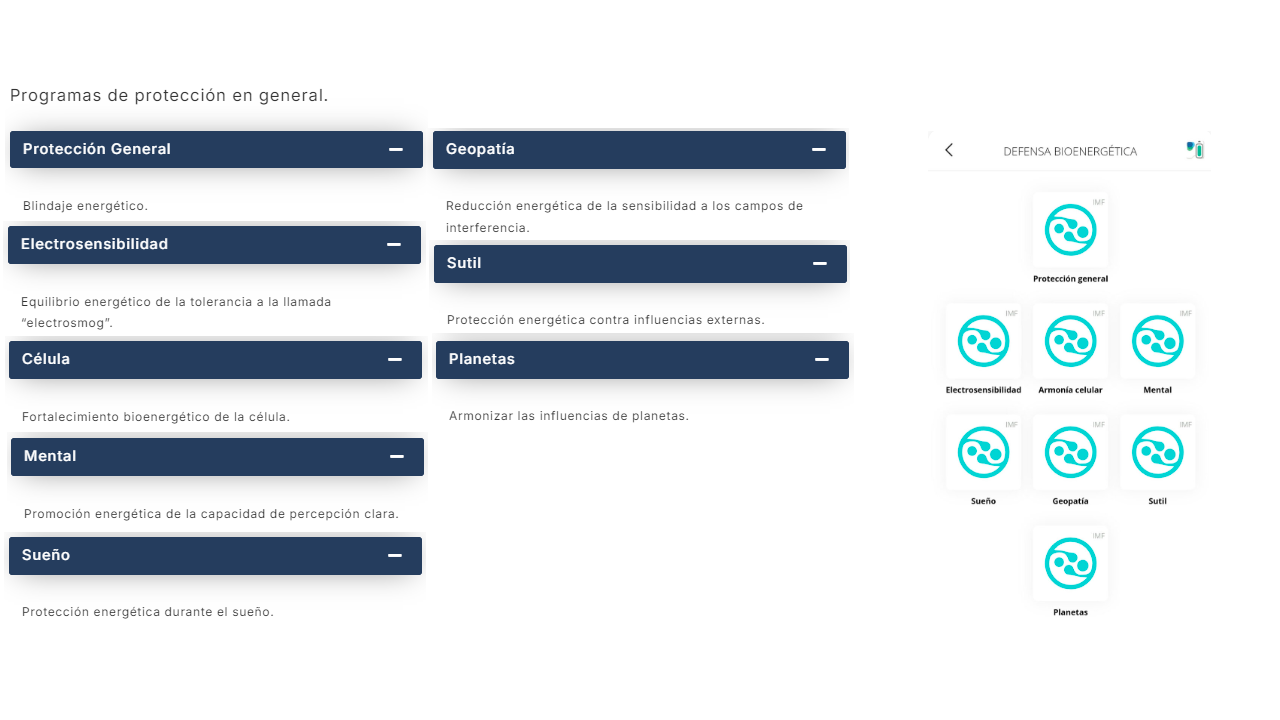 Programas de protección en general.
Protección General
Blindaje energético.
Electrosensibilidad
Equilibrio energético de la tolerancia a la llamada
“electrosmog”.
Célula
Fortalecimiento bioenergético de la célula.
Mental
Promoción energética de la capacidad de percepción clara.
Sueño
Protección energética durante el sueño.
Geopatía
Reducción energética de la sensibilidad a los campos de
interferencia.
Sutil
Protección energética contra influencias externas.
Planetas
Armonizar las influencias de planetas.
DEFENSA BIOENERGÉTICA
IMF
Protección general
IMF IMF IMF
Electrosensibilidad Armonía celular Mental
IMF IMF IMF
Sueño Geopatía Sutil
IMF
Planetas